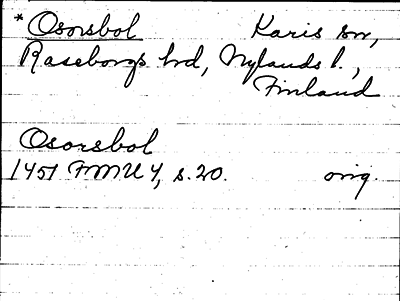 * Osorsbol Karis sn,
Raseborgs hd, Nylands l.,
Finland
Osorsbol
1451 FMU 4, s. 20. orig.